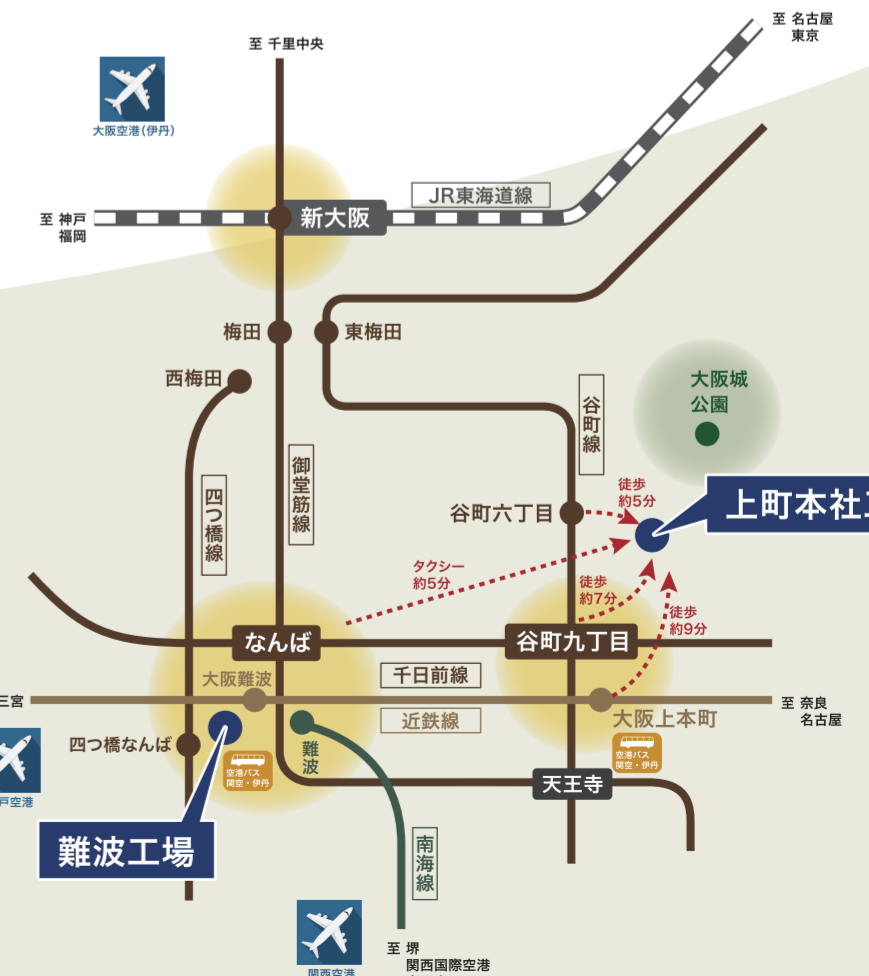 至 名古屋
東京
至 千里中央
大阪空港(伊丹)
JR東海道線
至 神戸
福岡
新大阪
梅田
東梅田
西梅田
大阪城
公園
谷町線
御堂筋線
四つ橋線
徒歩
約5分
上町本社
谷町六丁目
タクシー
約5分
徒歩
約7分
徒歩
約9分
なんば
谷町九丁目
大阪難波
千日前線
三宮
至 奈良
名古屋
近鉄線
大阪上本町
四つ橋なんば
難波
空港バス
関空・伊丹
空港バス
関空・伊丹
天王寺
戸空港
難波工場
南海線
至 堺
関西国際空港
関西空港